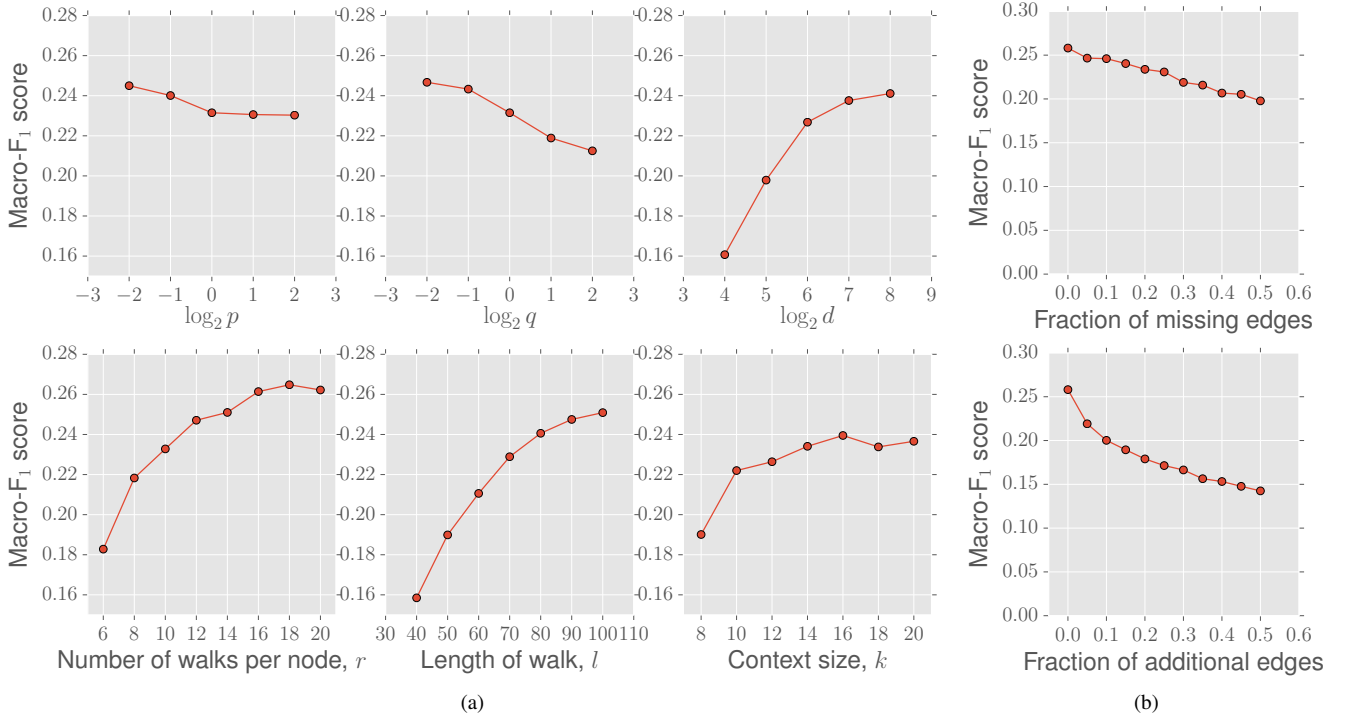 0.28
0.26
0.24
0.22
0.20
0.18
0.16
Macro-F1 score
−3 −2 −1 0 1 2 3
log2 p
0.28
0.26
0.24
0.22
0.20
0.18
0.16
−3 −2 −1 0 1 2 3
log2 q
0.28
0.26
0.24
0.22
0.20
0.18
0.16
3 4 5 6 7 8 9
log2 d
0.30
0.25
0.20
0.15
0.10
0.05
0.00
Macro-F1 score
0.0 0.1 0.2 0.3 0.4 0.5 0.6
Fraction of missing edges
0.28
0.26
0.24
0.22
0.20
0.18
0.16
Macro-F1 score
6 8 10 12 14 16 18 20
Number of walks per node, r
0.28
0.26
0.24
0.22
0.20
0.18
0.16
30 40 50 60 70 80 90 100 110
Length of walk, l
0.28
0.26
0.24
0.22
0.20
0.18
0.16
8 10 12 14 16 18 20
Context size, k
0.30
0.25
0.20
0.15
0.10
0.05
0.00
Macro-F1 score
0.0 0.1 0.2 0.3 0.4 0.5 0.6
Fraction of additional edges
(a)
(b)